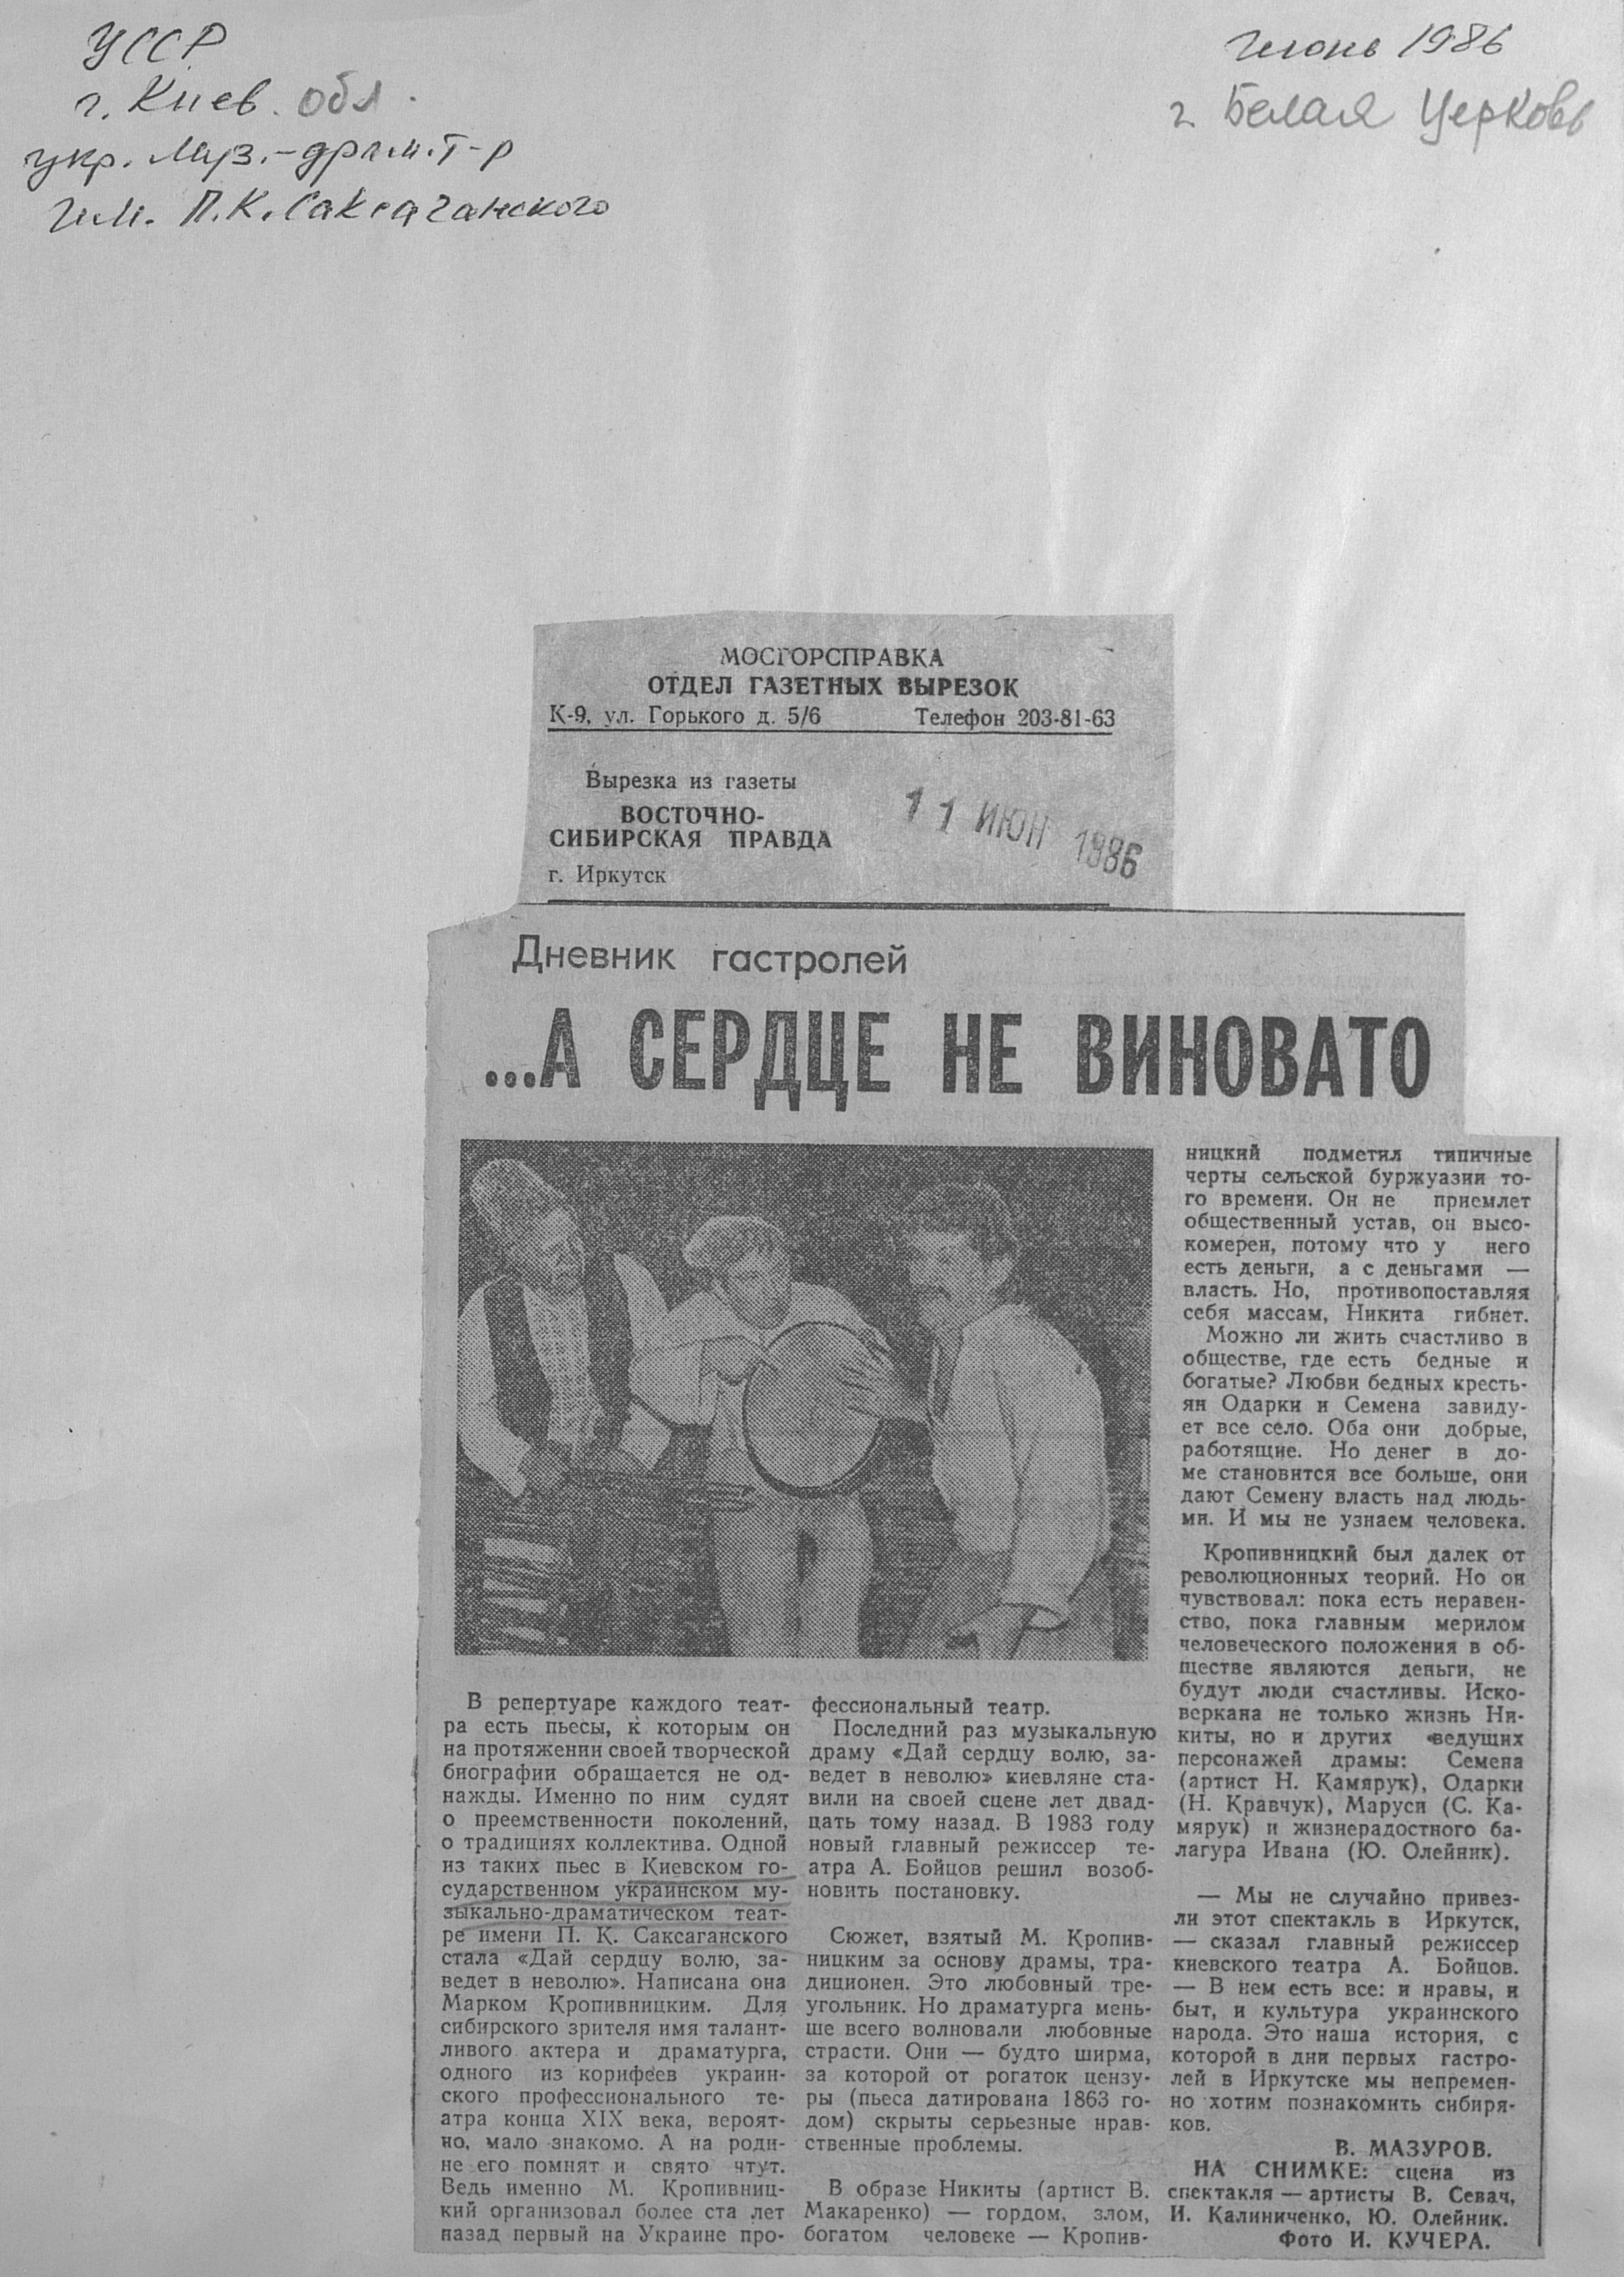 УССР
г. Киев. обл.
укр. муз.-драм. т-р
им. П.К. Саксаганского
июнь 1986
г. Белая Церковь
МОСГОРСПРАВКА
ОТДЕЛ ГАЗЕТНЫХ ВЫРЕЗОК
К-9, ул. Горького д. 5/6 Телефон 203-81-63
Вырезка из газеты
ВОСТОЧНО-
СИБИРСКАЯ ПРАВДА
г. Иркутск
11 ИЮН 1986
Дневник гастролей
...А СЕРДЦЕ НЕ ВИНОВАТО
В репертуаре каждого теат-
ра есть пьесы, к которым он
на протяжении своей творческой
биографии обращается не од-
нажды. Именно по ним судят
о преемственности поколений,
о традициях коллектива. Одной
из таких пьес в Киевском го-
сударственном украинском му-
зыкально-драматическом теат-
ре имени П. К. Саксаганского
стала «Дай сердцу волю, за-
ведет в неволю». Написана она
Марком Кропивницким. Для
сибирского зрителя имя талант-
ливого актера и драматурга,
одного из корифеев украин-
ского профессионального те-
атра конца XIX века, вероят-
но, мало знакомо. А на роди-
не его помнят и свято чтут.
Ведь именно М. Кропивниц-
кий организовал более ста лет
назад первый на Украине про-
фессиональный театр.
Последний раз музыкальную
драму «Дай сердцу волю, за-
ведет в неволю» киевляне ста-
вили на своей сцене лет двад-
цать тому назад. В 1983 году
новый главный режиссер те-
атра А. Бойцов решил возоб-
новить постановку.
Сюжет, взятый М. Кропив-
ницким за основу драмы, тра-
диционен. Это любовный тре-
угольник. Но драматурга мень-
ше всего волновали любовные
страсти. Они — будто ширма,
за которой от рогаток цензу-
ры (пьеса датирована 1863 го-
дом) скрыты серьезные нрав-
ственные проблемы.
В образе Никиты (артист В.
Макаренко) — гордом, злом,
богатом человеке — Кропив-
ницкий подметил типичные
черты сельской буржуазии то-
го времени. Он не приемлет
общественный устав, он высо-
комерен, потому что у него
есть деньги, а с деньгами —
власть. Но, противопоставляя
себя массам, Никита гибнет.
Можно ли жить счастливо в
обществе, где есть бедные и
богатые? Любви бедных кресть-
ян Одарки и Семена завиду-
ет все село. Оба они добрые,
работящие. Но денег в до-
ме становится все больше, они
дают Семену власть над людь-
ми. И мы не узнаем человека.
Кропивницкий был далек от
революционных теорий. Но он
чувствовал: пока есть неравен-
ство, пока главным мерилом
человеческого положения в об-
ществе являются деньги, не
будут люди счастливы. Иско-
веркана не только жизнь Ни-
киты, но и других ведущих
персонажей драмы: Семена
(артист Н. Камярук), Одарки
(Н. Кравчук), Маруси (С. Ка-
мярук) и жизнерадостного ба-
лагура Ивана (Ю. Олейник).
— Мы не случайно привез-
ли этот спектакль в Иркутск,
— сказал главный режиссер
киевского театра А. Бойцов.
— В нем есть все: и нравы, и
быт, и культура украинского
народа. Это наша история, с
которой в дни первых гастро-
лей в Иркутске мы непремен-
но хотим познакомить сибиря-
ков.
В. МАЗУРОВ.
НА СНИМКЕ: сцена из
спектакля — артисты В. Севач,
И. Калиниченко, Ю. Олейник.
Фото И. КУЧЕРА.